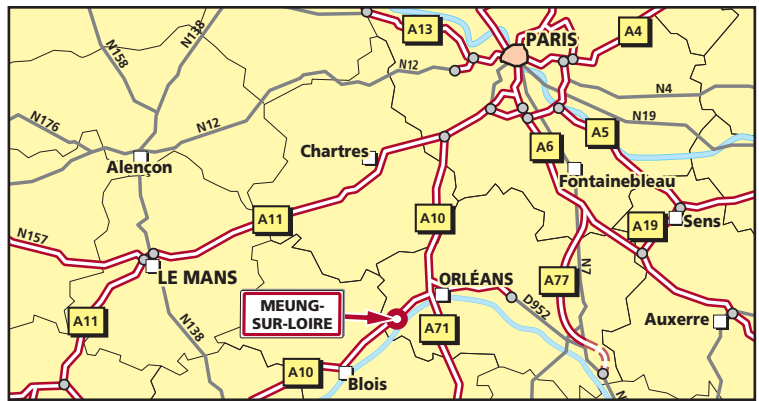 A13
PARIS
A4
N138
N158
N12
N4
N176
N12
N19
A5
A6
Chartres
Alençon
Fontainebleau
A11
A10
A19
Sens
N157
LE MANS
ORLÉANS
A77
N7
MEUNG-
SUR-LOIRE
D952
A11
N138
A71
Auxerre
A10
Blois
N